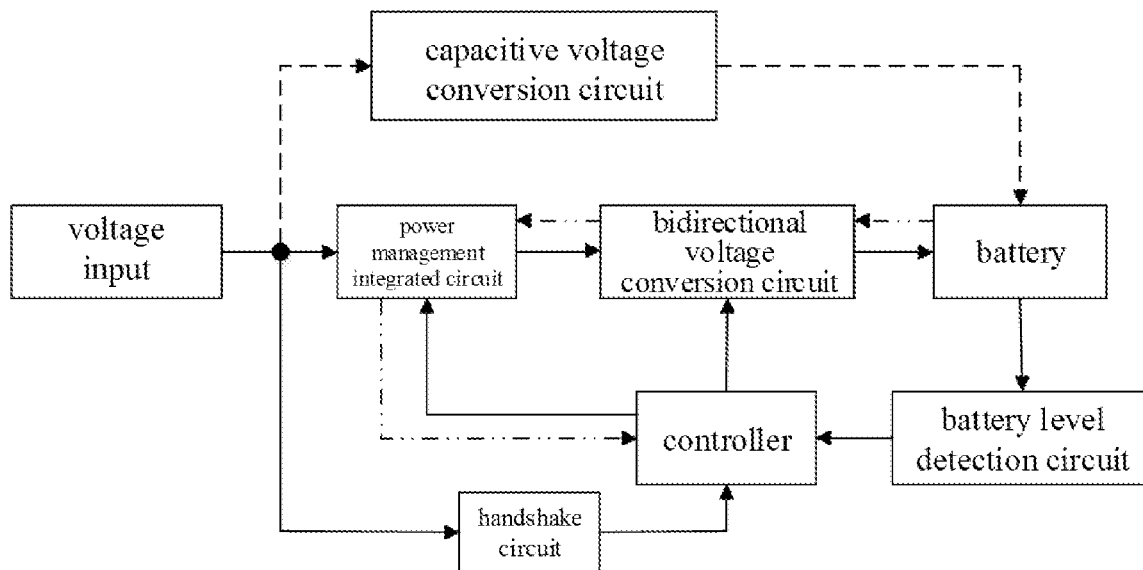 capacitive voltage
conversion circuit
voltage
input
power
management
integrated circuit
bidirectional
voltage
conversion circuit
battery
controller
battery level
detection circuit
handshake
circuit